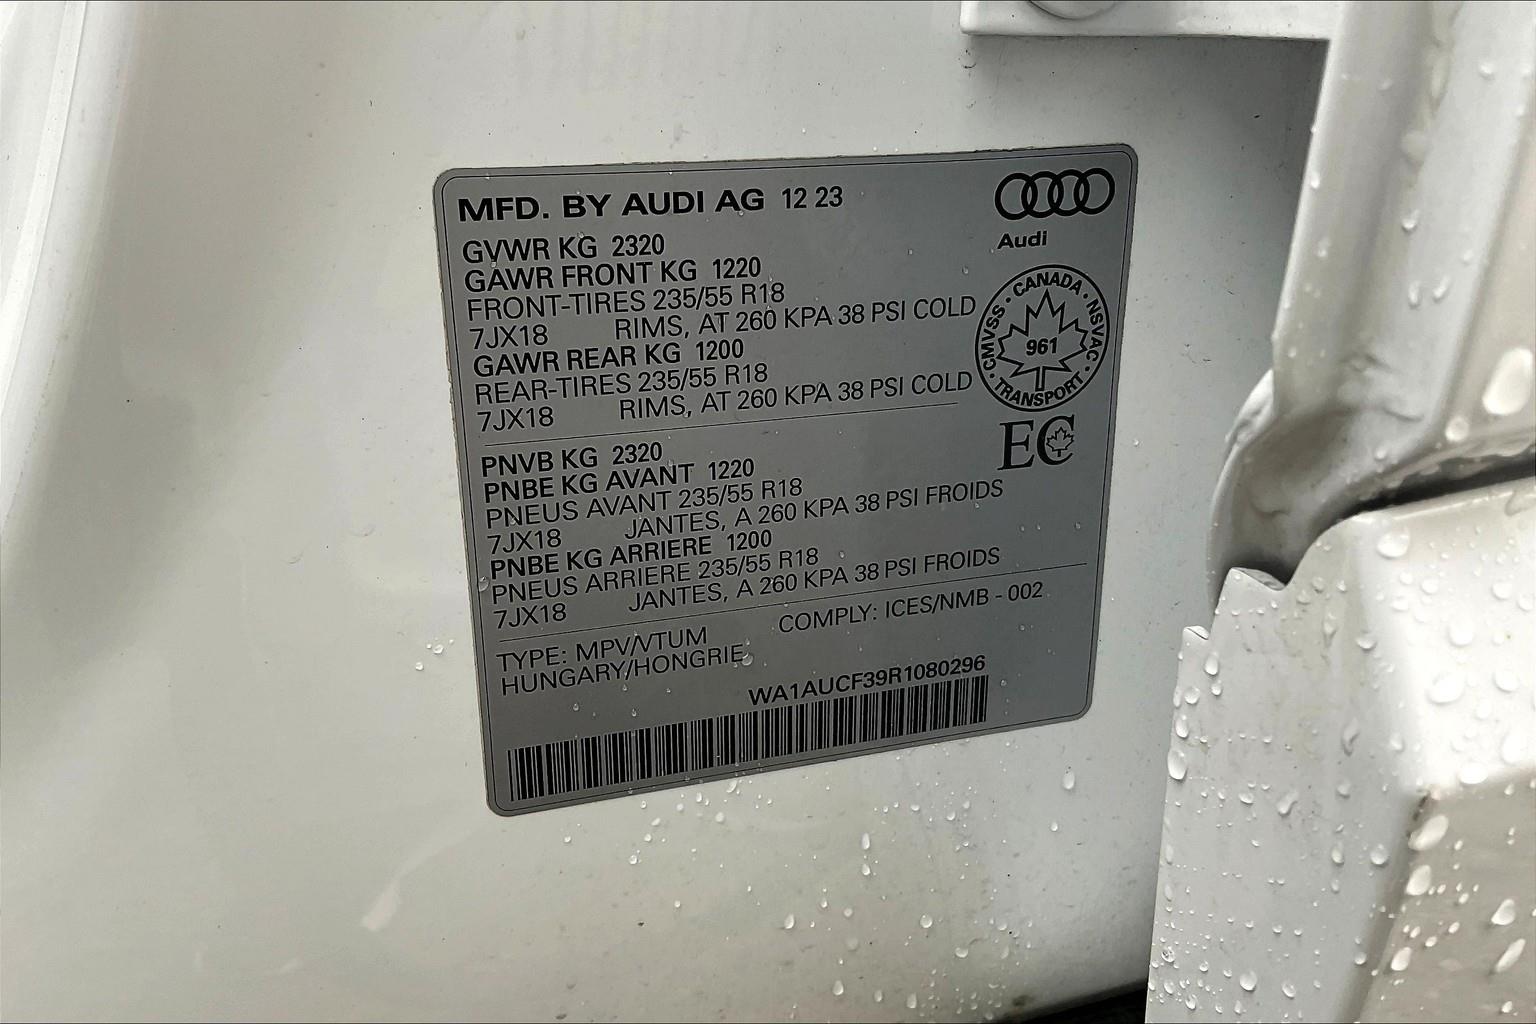 MFD. BY AUDI AG 12 23
Audi
GVWR KG 2320
GAWR FRONT KG 1220
FRONT-TIRES 235/55 R18
7JX18 RIMS, AT 260 KPA 38 PSI COLD
GAWR REAR KG 1200
REAR-TIRES 235/55 R18
7JX18 RIMS, AT 260 KPA 38 PSI COLD
CMVSS • CANADA • NSVAC • TRANSPORT •
961
EC
PNVB KG 2320
PNBE KG AVANT 1220
PNEUS AVANT 235/55 R18
7JX18 JANTES, A 260 KPA 38 PSI FROIDS
PNBE KG ARRIERE 1200
PNEUS ARRIERE 235/55 R18
7JX18 JANTES, A 260 KPA 38 PSI FROIDS
TYPE: MPV/VTUM COMPLY: ICES/NMB - 002
HUNGARY/HONGRIE
WA1AUCF39R1080296